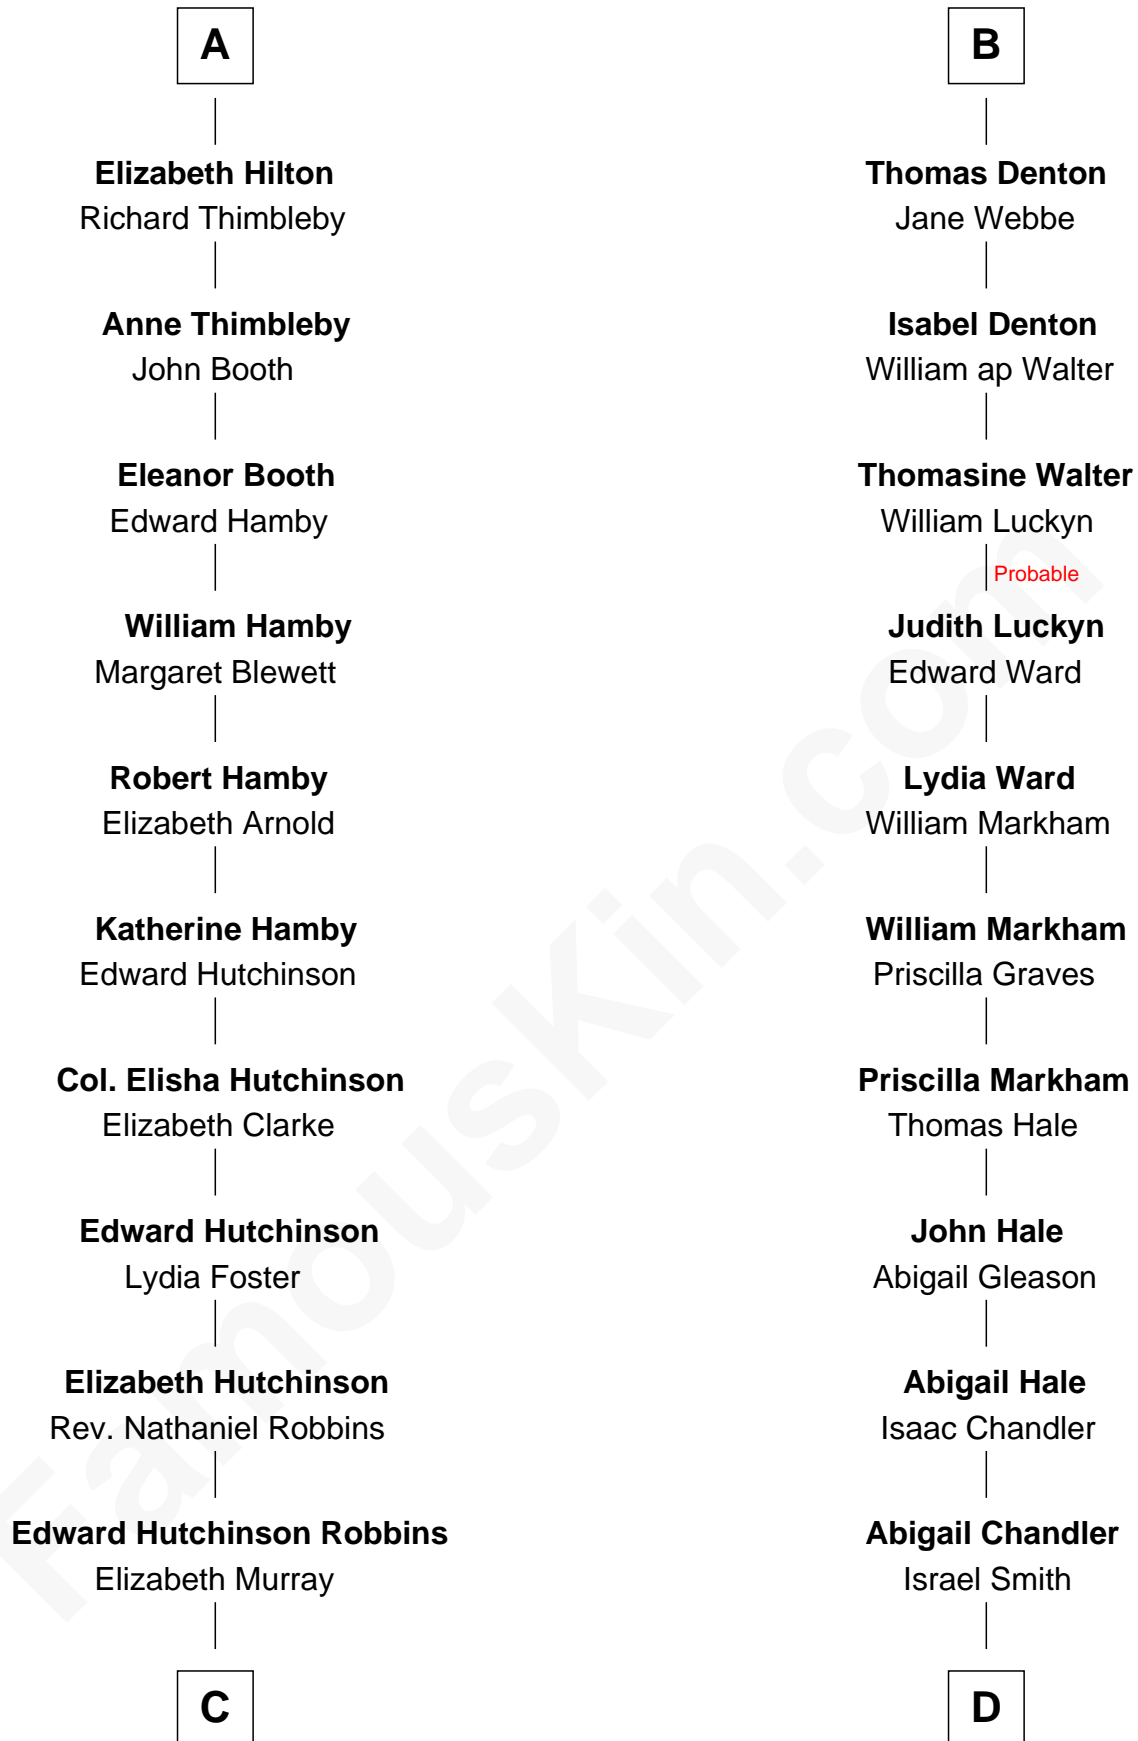 A
Elizabeth Hilton
Richard Thimbleby
Anne Thimbleby
John Booth
Eleanor Booth
Edward Hamby
William Hamby
Margaret Blewett
Robert Hamby
Elizabeth Arnold
Katherine Hamby
Edward Hutchinson
Col. Elisha Hutchinson
Elizabeth Clarke
Edward Hutchinson
Lydia Foster
Elizabeth Hutchinson
Rev. Nathaniel Robbins
Edward Hutchinson Robbins
Elizabeth Murray
C
B
Thomas Denton
Jane Webbe
Isabel Denton
William ap Walter
Thomasine Walter
William Luckyn
Probable
Judith Luckyn
Edward Ward
Lydia Ward
William Markham
William Markham
Priscilla Graves
Priscilla Markham
Thomas Hale
John Hale
Abigail Gleason
Abigail Hale
Isaac Chandler
Abigail Chandler
Israel Smith
D
FamousKin.com